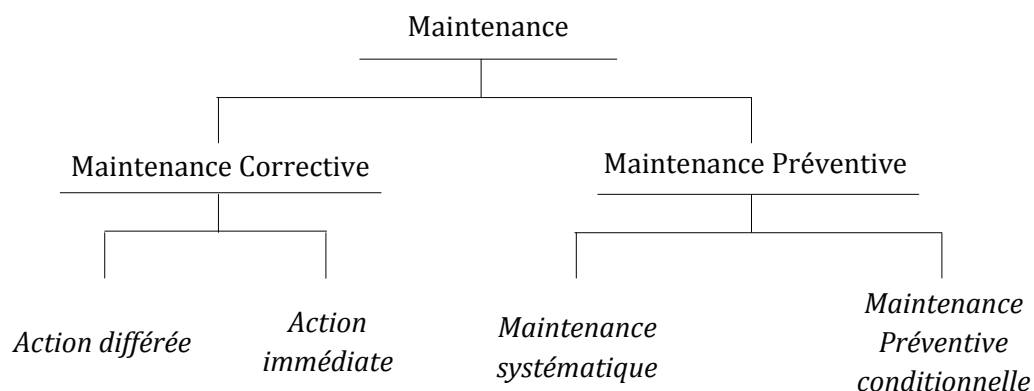 Maintenance
Maintenance Corrective
Maintenance Préventive
Action différée
Action
immédiate
Maintenance
systématique
Maintenance
Préventive
conditionnelle